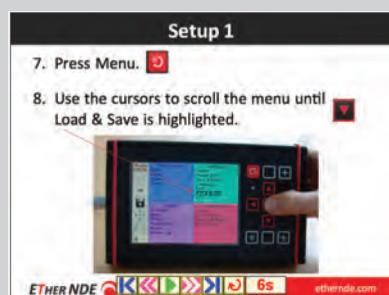 Setup 1
7. Press Menu.
8. Use the cursors to scroll the menu until
Load & Save is highlighted.
ETHER NDE
6s
ethernde.com